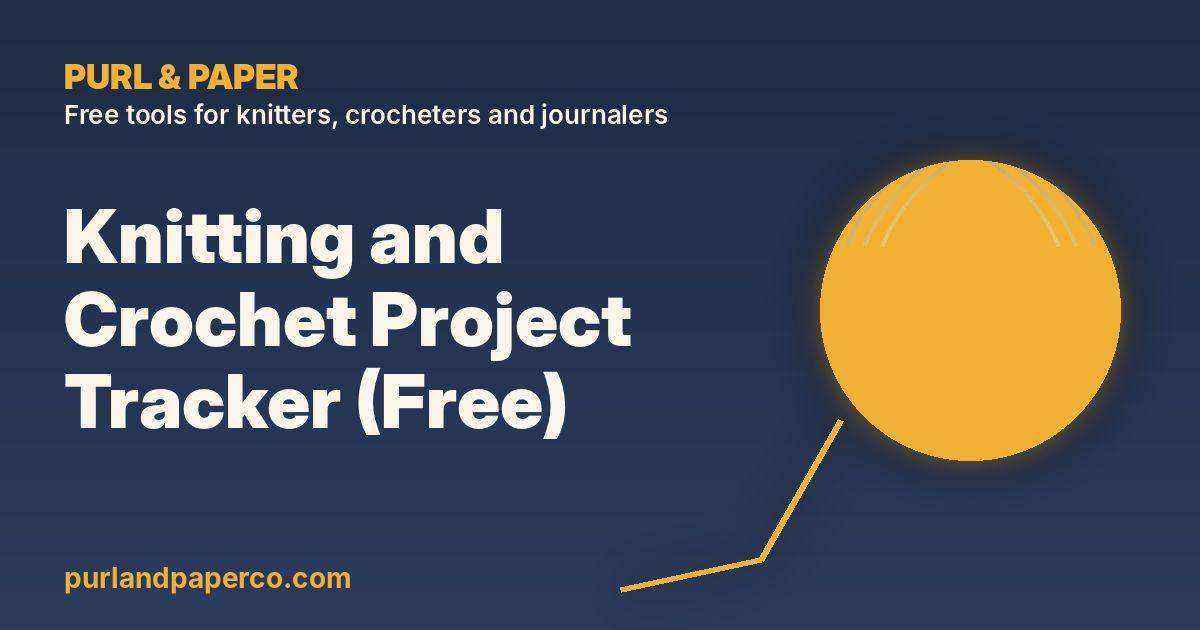 PURL & PAPER
Free tools for knitters, crocheters and journalers
Knitting and
Crochet Project
Tracker (Free)
purlandpaperco.com